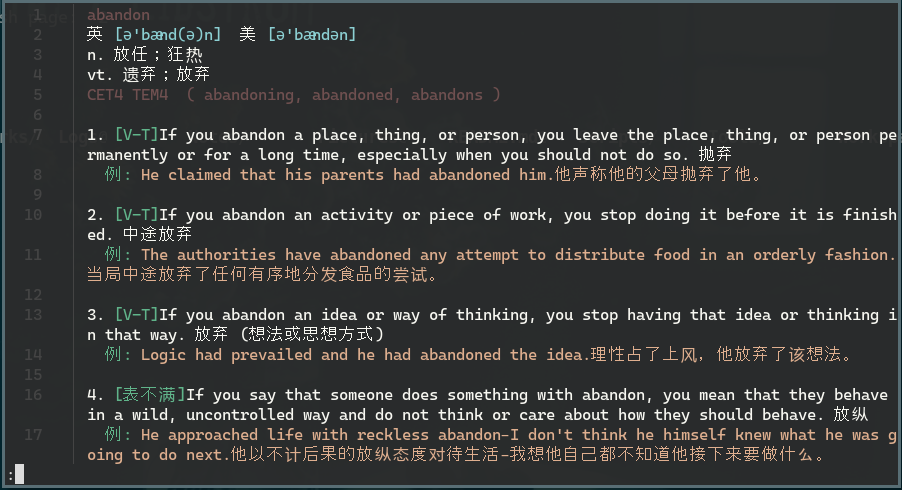 1 abandon
2 英 [ə'bænd(ə)n] 美 [ə'bændən]
3 n. 放任；狂热
4 vt. 遗弃；放弃
5 CET4 TEM4 ( abandoning, abandoned, abandons )
6
7 1. [V-T]If you abandon a place, thing, or person, you leave the place, thing, or person pe
rmanently or for a long time, especially when you should not do so. 抛弃
8 例: He claimed that his parents had abandoned him.他声称他的父母抛弃了他。
9
10 2. [V-T]If you abandon an activity or piece of work, you stop doing it before it is finish
ed. 中途放弃
11 例: The authorities have abandoned any attempt to distribute food in an orderly fashion.
当局中途放弃了任何有序地分发食品的尝试。
12
13 3. [V-T]If you abandon an idea or way of thinking, you stop having that idea or thinking i
n that way. 放弃 (想法或思想方式)
14 例: Logic had prevailed and he had abandoned the idea.理性占了上风，他放弃了该想法。
15
16 4. [表不满]If you say that someone does something with abandon, you mean that they behave
in a wild, uncontrolled way and do not think or care about how they should behave. 放纵
17 例: He approached life with reckless abandon-I don't think he himself knew what he was g
oing to do next.他以不计后果的放纵态度对待生活-我想他自己都不知道他接下来要做什么。
: